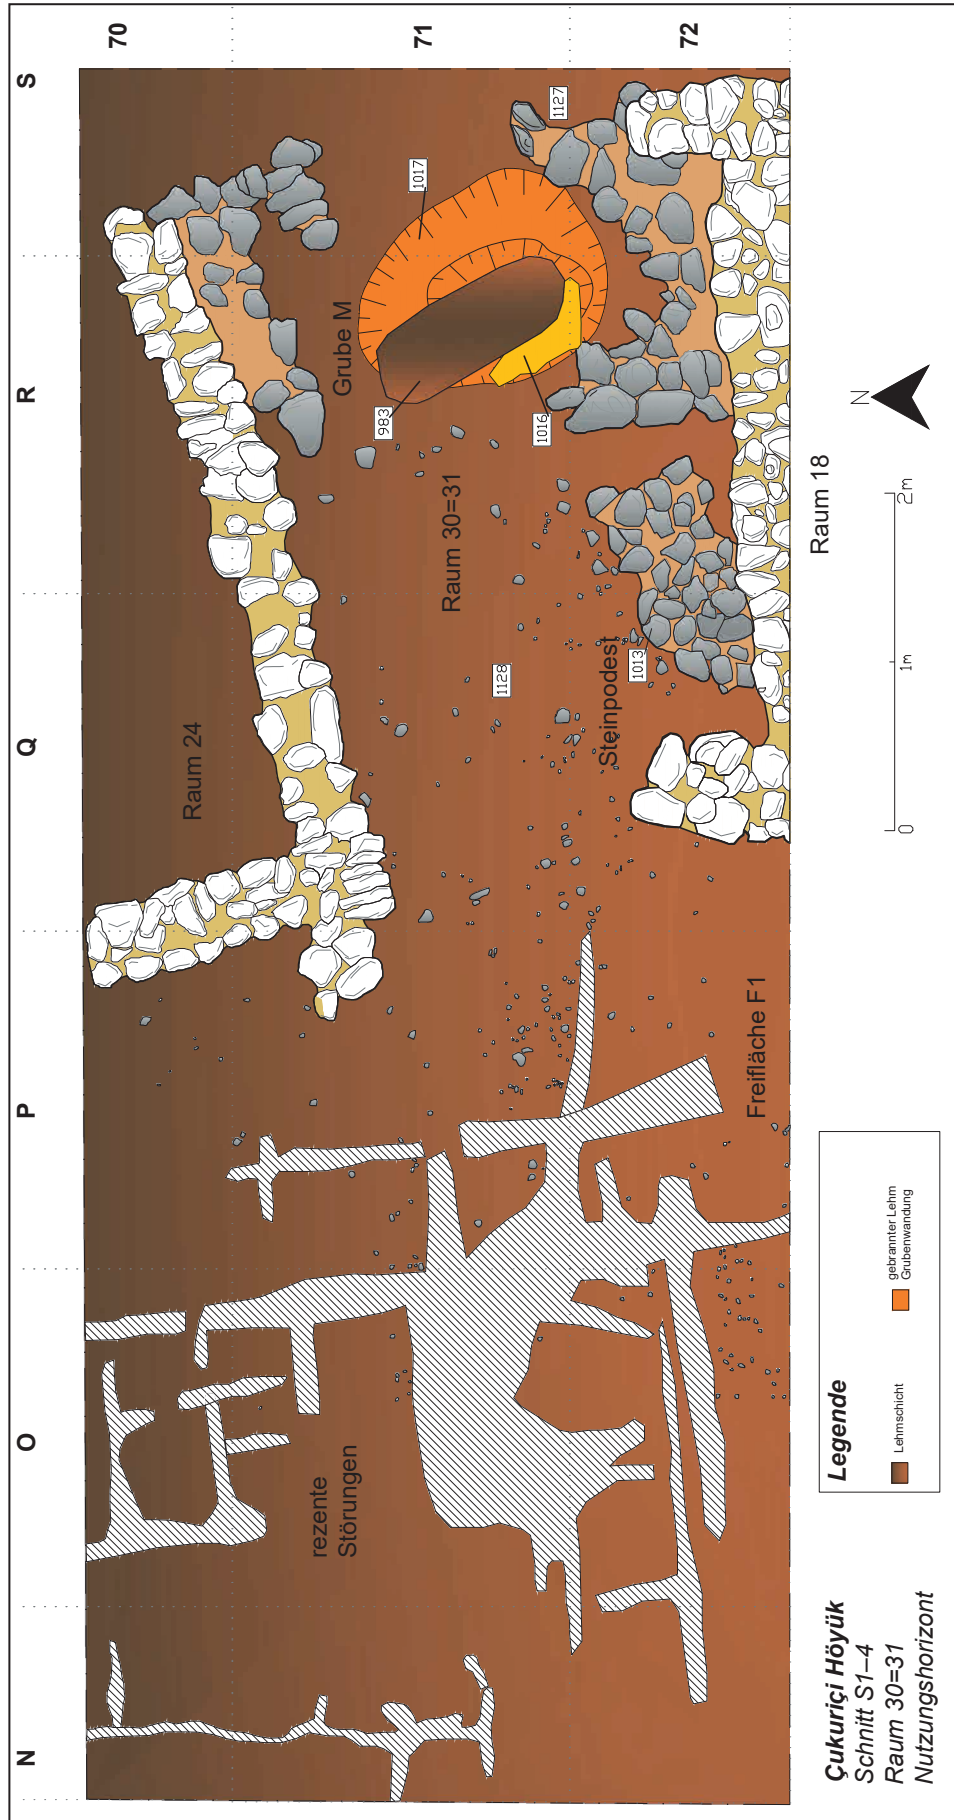 N
O
P
Q
R
S
70
71
72
Raum 24
Grube M
Raum 30=31
rezente
Störungen
Steinpodest
Freifläche F1
Raum 18
983
1017
1016
1127
1128
1013
Çukuriçi Höyük
Schnitt S1–4
Raum 30=31
Nutzungshorizont
Legende
Lehmschicht
gebrannter Lehm
Grubenwandung
0
1m
2m
N